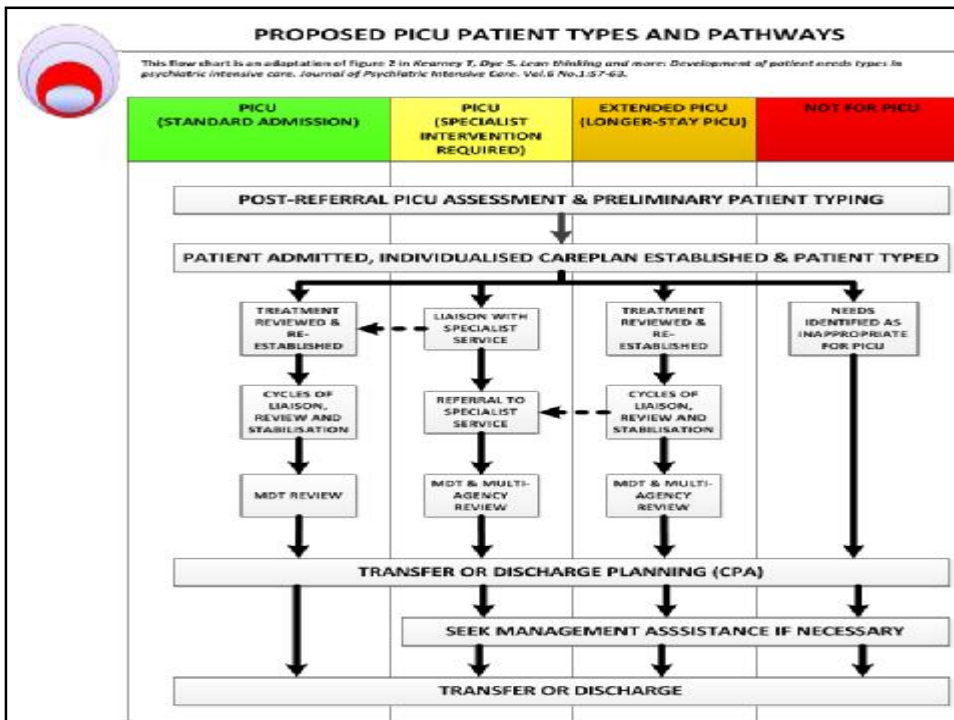 PROPOSED PICU PATIENT TYPES AND PATHWAYS
This flow chart is an adaptation of Figure 2 in Kearney T, Dye S. Lean thinking and more: Development of patient needs types in
psychiatric intensive care. Journal of Psychiatric Intensive Care. Vol.6 No.1:57-63.
PICU
(STANDARD ADMISSION)
PICU
(SPECIALIST
INTERVENTION
REQUIRED)
EXTENDED PICU
(LONGER-STAY PICU)
NOT FOR PICU
POST-REFERRAL PICU ASSESSMENT & PRELIMINARY PATIENT TYPING
PATIENT ADMITTED, INDIVIDUALISED CAREPLAN ESTABLISHED & PATIENT TYPED
TREATMENT
REVIEWED &
RE-
ESTABLISHED
LIAISON WITH
SPECIALIST
SERVICE
TREATMENT
REVIEWED &
RE-
ESTABLISHED
NEEDS
IDENTIFIED AS
INAPPROPRIATE
FOR PICU
CYCLES OF
LIAISON,
REVIEW AND
STABILISATION
REFERRAL TO
SPECIALIST
SERVICE
CYCLES OF
LIAISON,
REVIEW AND
STABILISATION
MDT REVIEW
MDT & MULTI-
AGENCY
REVIEW
MDT & MULTI-
AGENCY
REVIEW
TRANSFER OR DISCHARGE PLANNING (CPA)
SEEK MANAGEMENT ASSSISTANCE IF NECESSARY
TRANSFER OR DISCHARGE